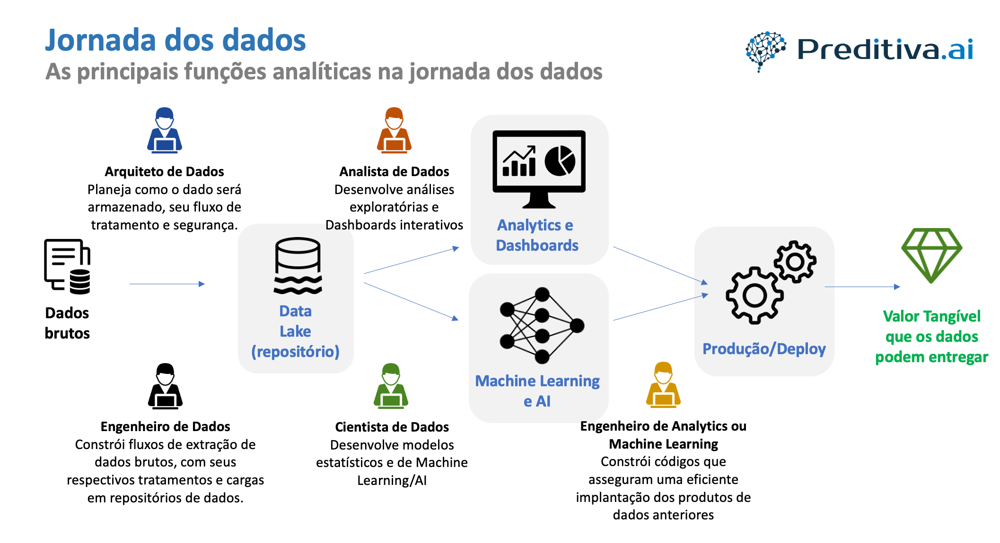 Jornada dos dados
As principais funções analíticas na jornada dos dados
Preditiva.ai
Arquiteto de Dados
Planeja como o dado será
armazenado, seu fluxo de
tratamento e segurança.
Analista de Dados
Desenvolve análises
exploratórias e
Dashboards interativos
Analytics e
Dashboards
Dados
brutos
Data
Lake
(repositório)
Machine Learning
e AI
Produção/Deploy
Valor Tangível
que os dados
podem entregar
Engenheiro de Dados
Constrói fluxos de extração de
dados brutos, com seus
respectivos tratamentos e cargas
em repositórios de dados.
Cientista de Dados
Desenvolve modelos
estatísticos e de Machine
Learning/AI
Engenheiro de Analytics ou
Machine Learning
Constrói códigos que
asseguram uma eficiente
implantação dos produtos de
dados anteriores